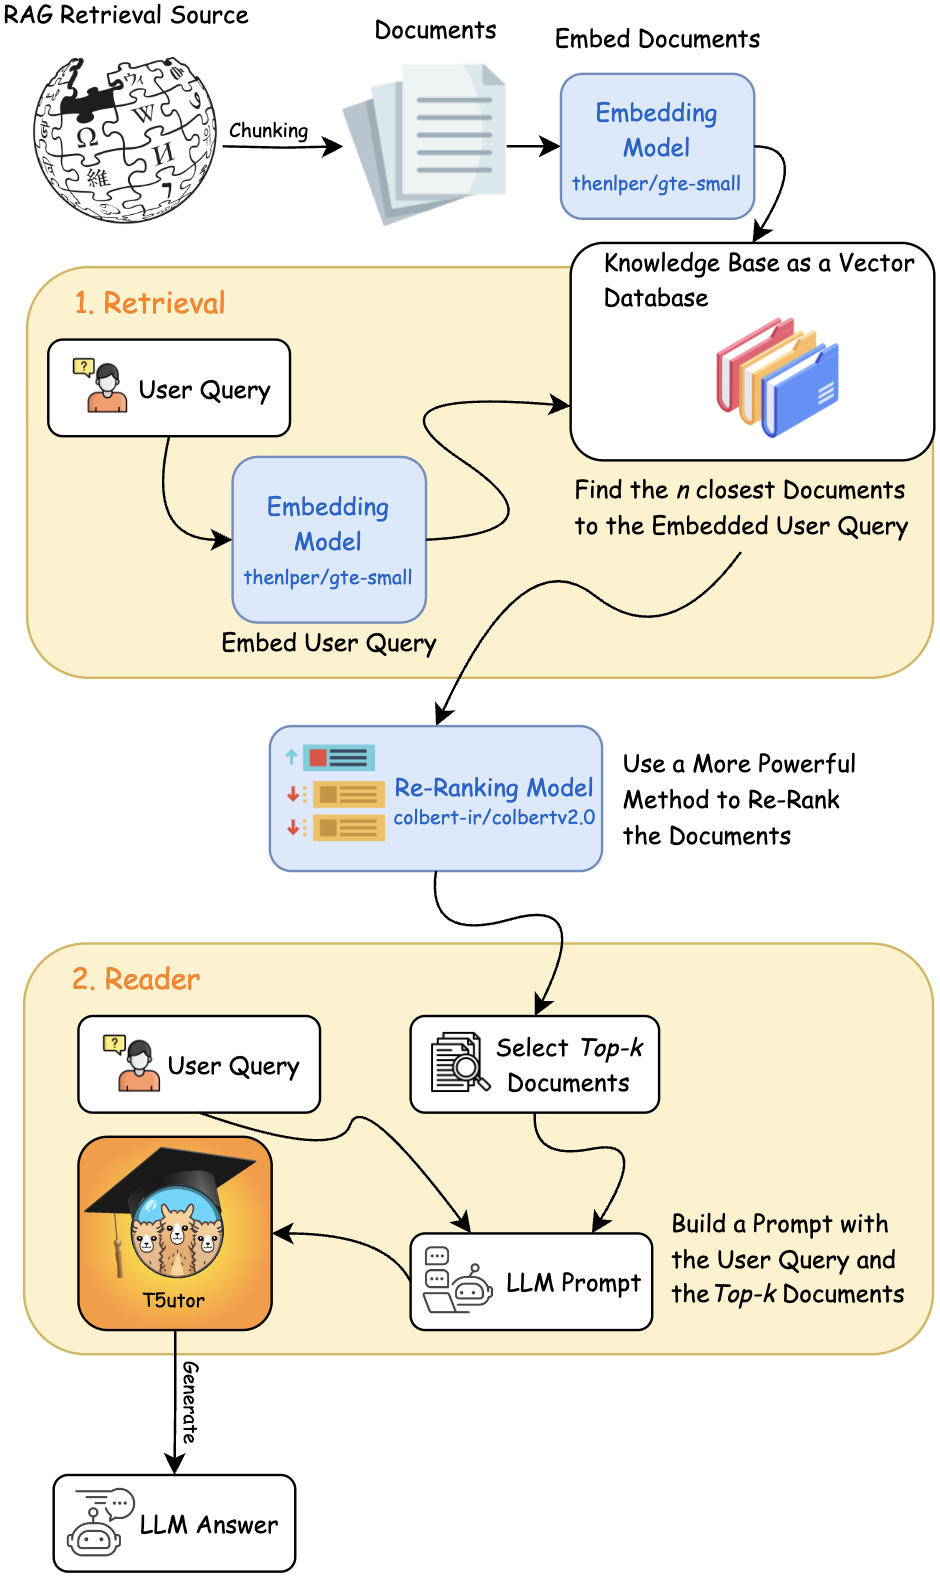 RAG Retrieval Source
Documents
Embed Documents
Chunking
Embedding
Model
thenlper/gte-small
Ω
W
И
維
7
Knowledge Base as a Vector
Database
1. Retrieval
?
User Query
Embedding
Model
thenlper/gte-small
Embed User Query
Find the n closest Documents
to the Embedded User Query
Re-Ranking Model
colbert-ir/colbertv2.0
Use a More Powerful
Method to Re-Rank
the Documents
2. Reader
?
User Query
Select Top-k
Documents
T5utor
LLM Prompt
Build a Prompt with
the User Query and
the Top-k Documents
Generate
LLM Answer